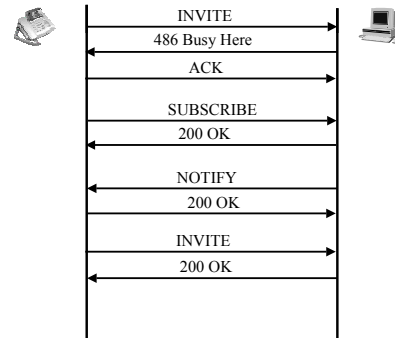 INVITE
486 Busy Here
ACK
SUBSCRIBE
200 OK
NOTIFY
200 OK
INVITE
200 OK